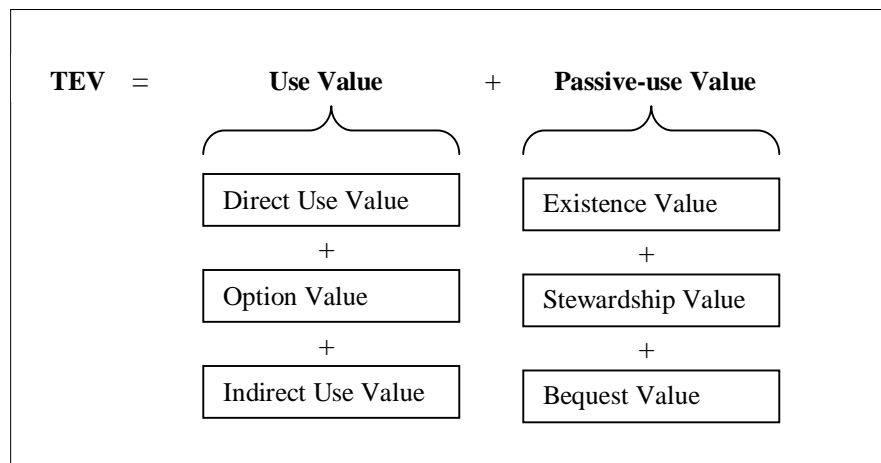 TEV = Use Value + Passive-use Value
Direct Use Value Existence Value
+ +
Option Value Stewardship Value
+ +
Indirect Use Value Bequest Value